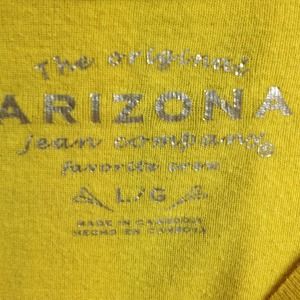 The original
ARIZONA
jean company®
favorite crew
L/G
MADE IN CAMBODIA
HECHO EN CAMBOYA